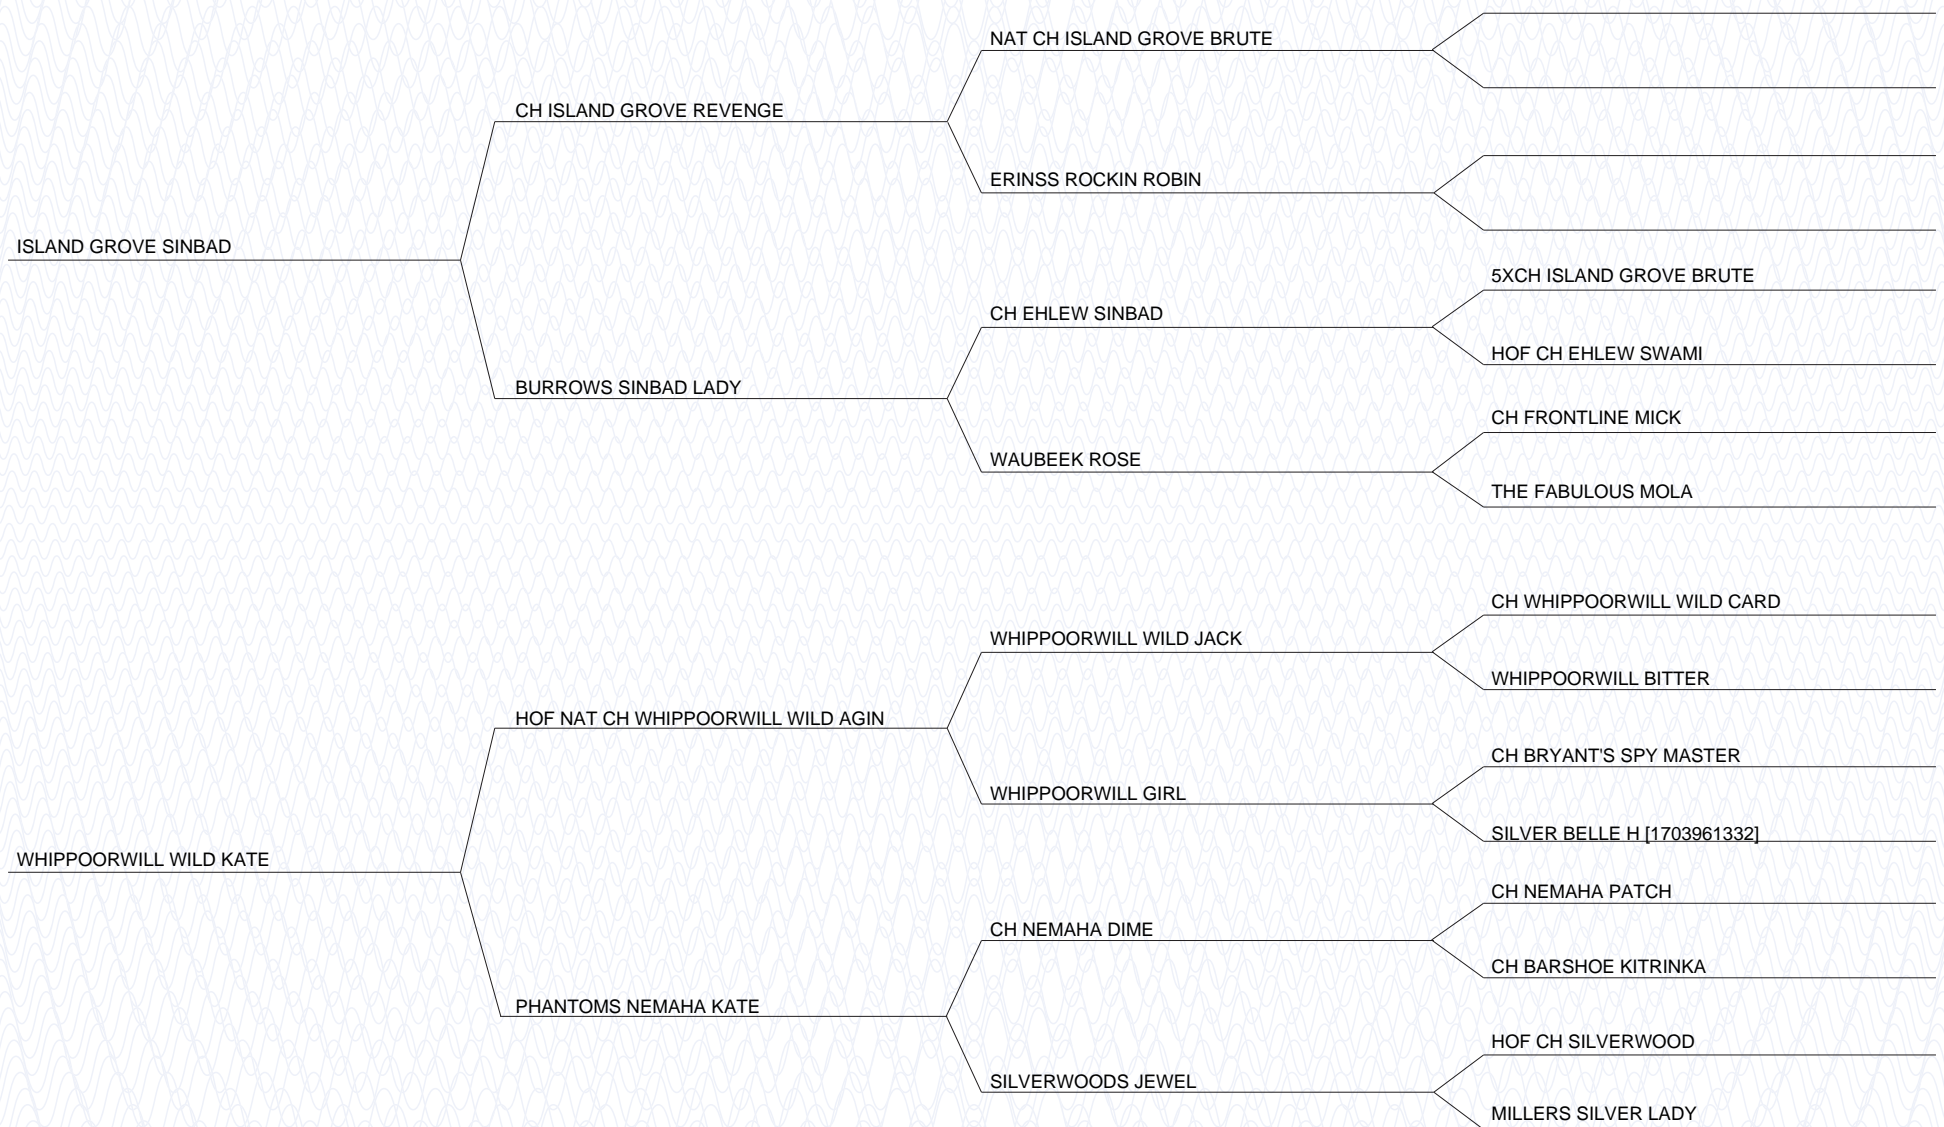 NAT CH ISLAND GROVE BRUTE
CH ISLAND GROVE REVENGE
ERINSS ROCKIN ROBIN
ISLAND GROVE SINBAD
5XCH ISLAND GROVE BRUTE
CH EHLEW SINBAD
HOF CH EHLEW SWAMI
BURROWS SINBAD LADY
CH FRONTLINE MICK
WAUBEEK ROSE
THE FABULOUS MOLA
CH WHIPPOORWILL WILD CARD
WHIPPOORWILL WILD JACK
WHIPPOORWILL BITTER
HOF NAT CH WHIPPOORWILL WILD AGIN
CH BRYANT'S SPY MASTER
WHIPPOORWILL GIRL
SILVER BELLE H [1703961332]
WHIPPOORWILL WILD KATE
CH NEMAHA PATCH
CH NEMAHA DIME
CH BARSHOE KITRINKA
PHANTOMS NEMAHA KATE
HOF CH SILVERWOOD
SILVERWOODS JEWEL
MILLERS SILVER LADY